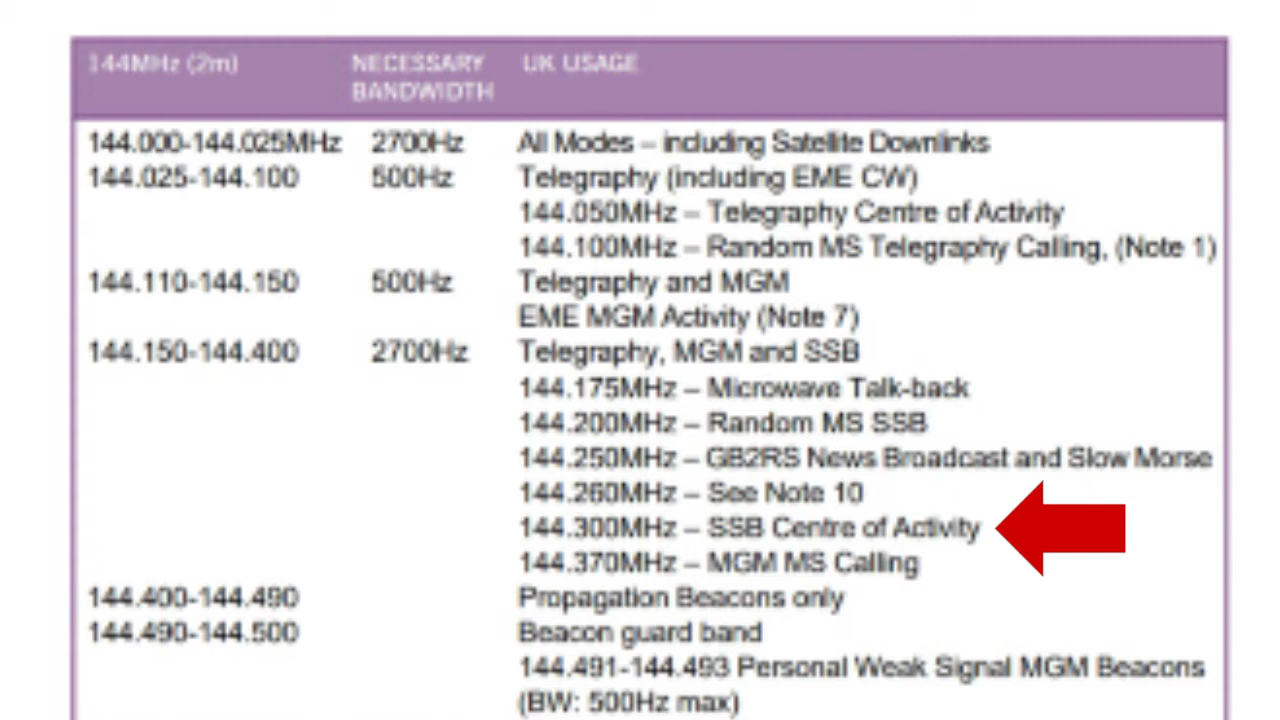 144MHz (2m) NECESSARY BANDWIDTH UK USAGE
144.000-144.025MHz 2700Hz All Modes – including Satellite Downlinks
144.025-144.100 500Hz Telegraphy (including EME CW)
144.050MHz – Telegraphy Centre of Activity
144.100MHz – Random MS Telegraphy Calling, (Note 1)
144.110-144.150 500Hz Telegraphy and MGM
EME MGM Activity (Note 7)
144.150-144.400 2700Hz Telegraphy, MGM and SSB
144.175MHz – Microwave Talk-back
144.200MHz – Random MS SSB
144.250MHz – GB2RS News Broadcast and Slow Morse
144.260MHz – See Note 10
144.300MHz – SSB Centre of Activity
144.370MHz – MGM MS Calling
144.400-144.490 Propagation Beacons only
144.490-144.500 Beacon guard band
144.491-144.493 Personal Weak Signal MGM Beacons
(BW: 500Hz max)